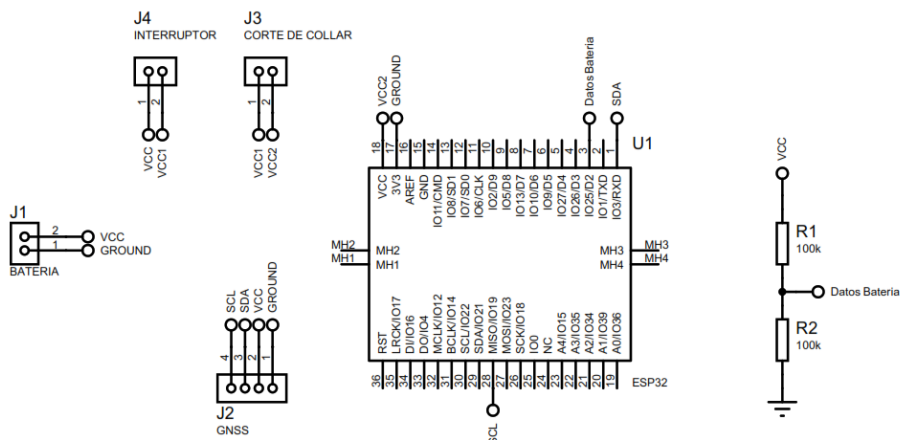 J4
INTERRUPTOR
1
2
VCC
VCC1
J3
CORTE DE COLLAR
1
2
VCC1
VCC2
J1
2
VCC
1
GROUND
BATERIA
SCL
SDA
VCC
GROUND
4
3
2
1
J2
GNSS
VCC2
GROUND
Datos Bateria
SDA
U1
18
17
16
15
14
13
12
11
10
9
8
7
6
5
4
3
2
1
VCC
3V3
AREF
GND
IO11/CMD
IO8/SD1
IO7/SD0
IO6/CLK
IO2/D9
IO5/D8
IO13/D7
IO10/D6
IO9/D5
IO27/D4
IO26/D3
IO25/D2
IO1/TXD
IO3/RXD
MH2
MH2
MH1
MH1
MH3
MH3
MH4
MH4
RST
LRCK/IO17
DI/IO16
DO/IO4
MCLK/IO12
BCLK/IO14
SCL/IO22
SDA/IO21
MISO/IO19
MOSI/IO23
SCK/IO18
IO0
NC
A4/IO15
A3/IO35
A2/IO34
A1/IO39
A0/IO36
36
35
34
33
32
31
30
29
28
27
26
25
24
23
22
21
20
19
ESP32
SCL
VCC
R1
100k
Datos Bateria
R2
100k